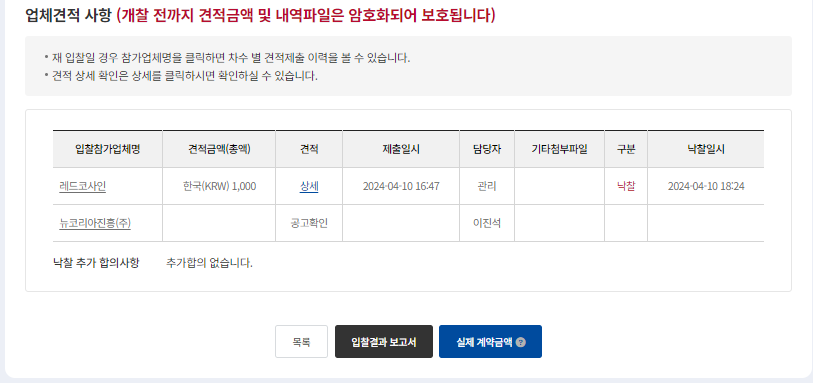 업체견적 사항 (개찰 전까지 견적금액 및 내역파일은 암호화되어 보호됩니다)
• 재 입찰일 경우 참가업체명을 클릭하면 차수 별 견적제출 이력을 볼 수 있습니다.
• 견적 상세 확인은 상세를 클릭하시면 확인하실 수 있습니다.
입찰참가업체명 견적금액(총액) 견적 제출일시 담당자 기타첨부파일 구분 낙찰일시
레드코사인 한국(KRW) 1,000 상세 2024-04-10 16:47 관리 낙찰 2024-04-10 18:24
뉴코리아진흥(주) 공고확인 이진석
낙찰 추가 합의사항 추가합의 없습니다.
목록 입찰결과 보고서 실제 계약금액 ?